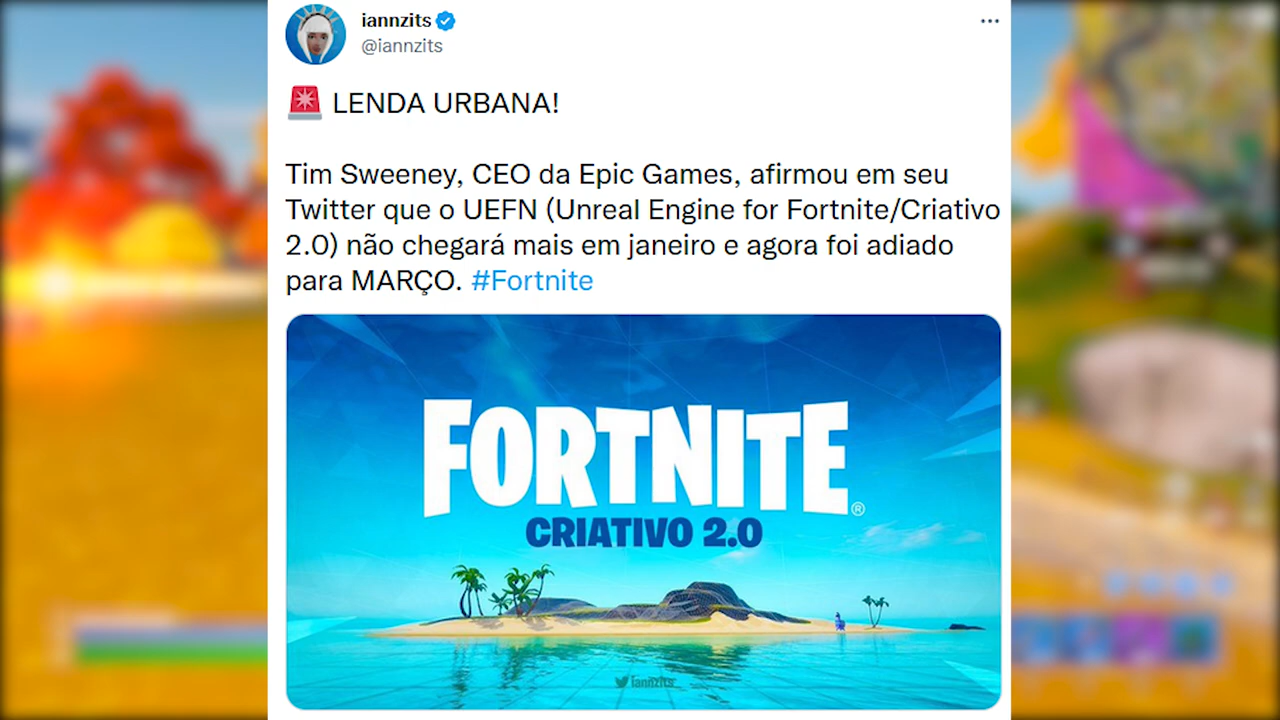 iannzits
@iannzits
🚨 LENDA URBANA!
Tim Sweeney, CEO da Epic Games, afirmou em seu
Twitter que o UEFN (Unreal Engine for Fortnite/Criativo
2.0) não chegará mais em janeiro e agora foi adiado
para MARÇO. #Fortnite
FORTNITE®
CRIATIVO 2.0
iannzits